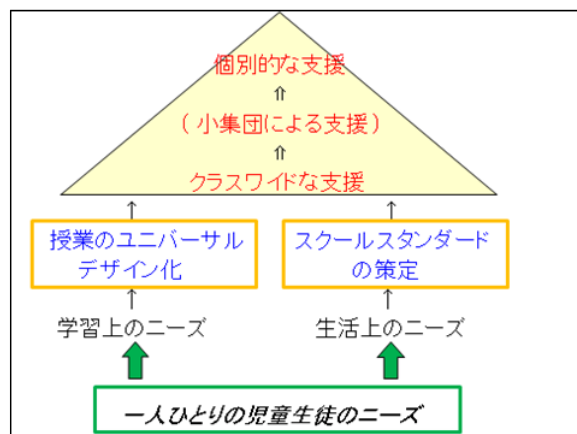 個別的な支援
⇑
(小集団による支援)
⇑
クラスワイドな支援
↑ ↑
授業のユニバーサル
デザイン化
スクールスタンダード
の策定
↑ ↑
学習上のニーズ
生活上のニーズ
一人ひとりの児童生徒のニーズ